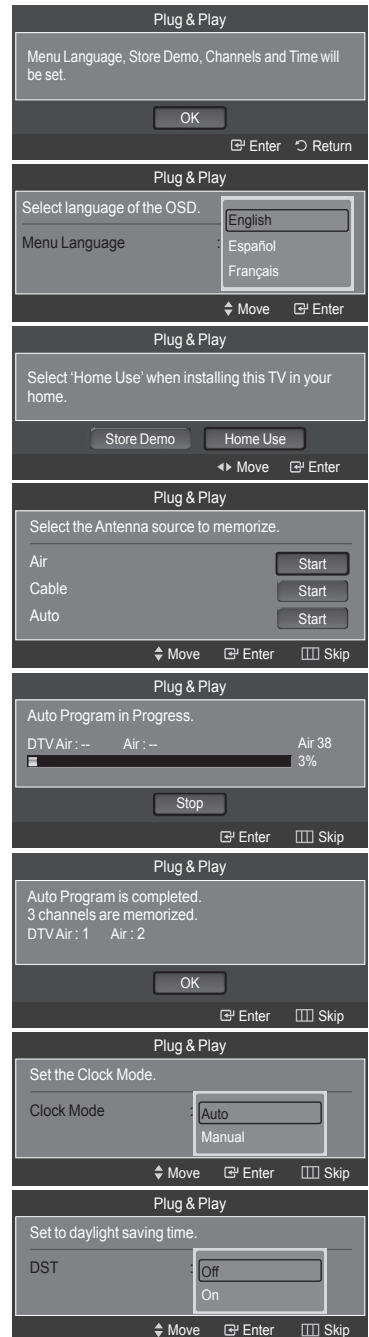 Plug & Play
Menu Language, Store Demo, Channels and Time will
be set.
OK
Enter Return
Plug & Play
Select language of the OSD.
Menu Language : English
Español
Français
Move Enter
Plug & Play
Select ‘Home Use’ when installing this TV in your
home.
Store Demo Home Use
Move Enter
Plug & Play
Select the Antenna source to memorize.
Air Start
Cable Start
Auto Start
Move Enter Skip
Plug & Play
Auto Program in Progress.
DTV Air : -- Air : -- Air 38
3%
Stop
Enter Skip
Plug & Play
Auto Program is completed.
3 channels are memorized.
DTV Air : 1 Air : 2
OK
Enter Skip
Plug & Play
Set the Clock Mode.
Clock Mode : Auto
Manual
Move Enter Skip
Plug & Play
Set to daylight saving time.
DST : Off
On
Move Enter Skip